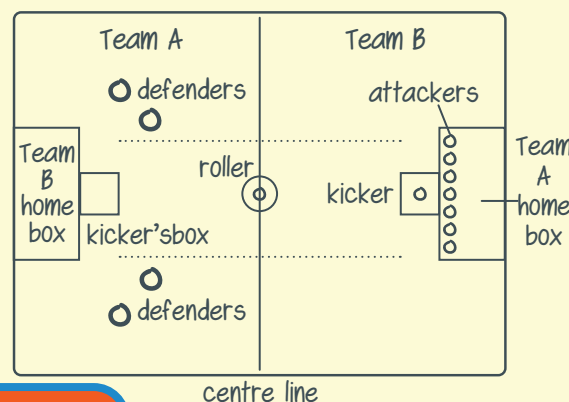 Team A
Team B
defenders
attackers
Team
B
home
box
roller
kicker
Team
A
home
box
kicker'sbox
defenders
centre line